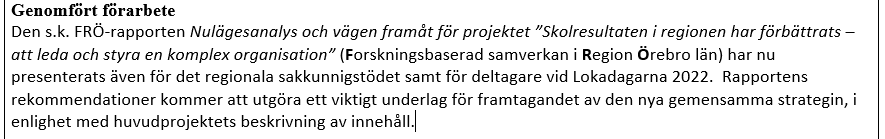 Genomfört förarbete
Den s.k. FRÖ-rapporten Nulägesanalys och vägen framåt för projektet ”Skolresultaten i regionen har förbättrats –
att leda och styra en komplex organisation” (Forskningsbaserad samverkan i Region Örebro län) har nu
presenterats även för det regionala sakkunnigstödet samt för deltagare vid Lokadagarna 2022.  Rapportens
rekommendationer kommer att utgöra ett viktigt underlag för framtagandet av den nya gemensamma strategin, i
enlighet med huvudprojektets beskrivning av innehåll.